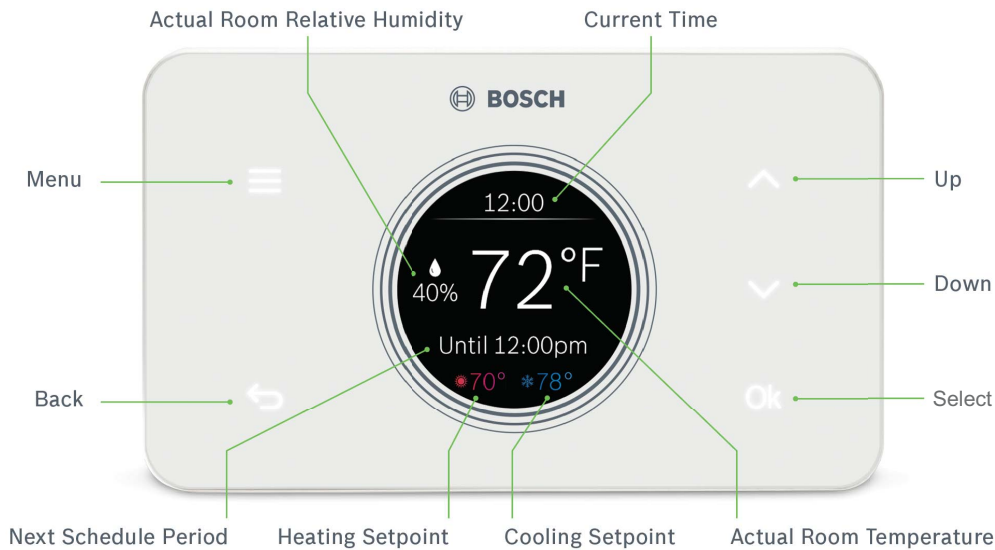 Actual Room Relative Humidity
Current Time
BOSCH
Menu
Up
12:00
72°F
40%
Down
Until 12:00pm
70° 78°
Back
Ok
Select
Next Schedule Period
Heating Setpoint
Cooling Setpoint
Actual Room Temperature